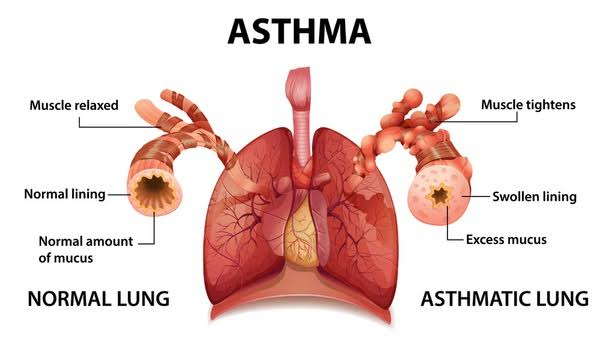 ASTHMA
Muscle relaxed
Normal lining
Normal amount
of mucus
NORMAL LUNG
Muscle tightens
Swollen lining
Excess mucus
ASTHMATIC LUNG